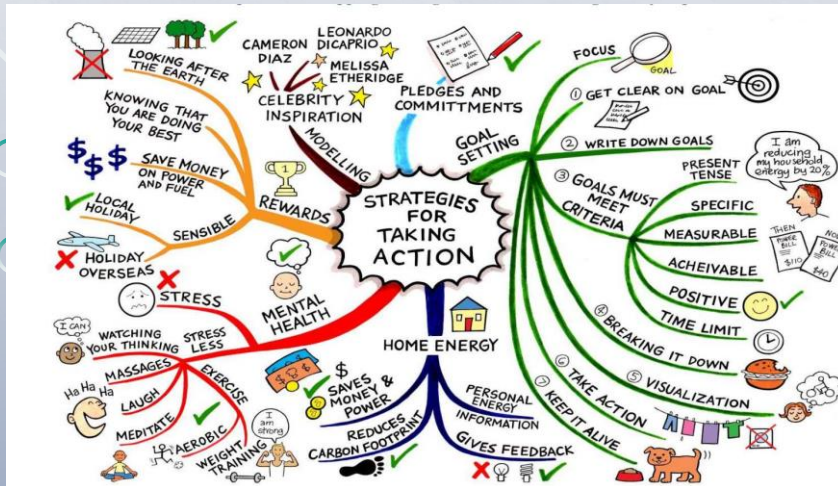 STRATEGIES
FOR
TAKING
ACTION
PLEDGES AND
COMMITTMENTS
GOAL
SETTING
FOCUS
GOAL
① GET CLEAR ON GOAL
② WRITE DOWN GOALS
③ GOALS MUST
MEET
CRITERIA
PRESENT
TENSE
I am
reducing
my household
energy by 20%
SPECIFIC
MEASURABLE
THEN
POWER
BILL
$110
NOW
POWER
BILL
$40
ACHEIVABLE
POSITIVE
TIME LIMIT
④ BREAKING IT DOWN
⑤ VISUALIZATION
⑥ TAKE ACTION
⑦ KEEP IT ALIVE
HOME ENERGY
PERSONAL
ENERGY
INFORMATION
GIVES FEEDBACK
$
SAVES
MONEY &
POWER
REDUCES
CARBON FOOTPRINT
MENTAL
HEALTH
STRESS
STRESS
LESS
I CAN
WATCHING
YOUR THINKING
MASSAGES
Ha Ha Ha
LAUGH
MEDITATE
EXERCISE
AEROBIC
WEIGHT
TRAINING
I
am
strong
REWARDS
1
LOOKING AFTER
THE EARTH
KNOWING THAT
YOU ARE DOING
YOUR BEST
$ $ $
SAVE MONEY
ON POWER
AND FUEL
SENSIBLE
LOCAL
HOLIDAY
HOLIDAY
OVERSEAS
MODELLING
CELEBRITY
INSPIRATION
CAMERON
DIAZ
LEONARDO
DICAPRIO
MELISSA
ETHERIDGE